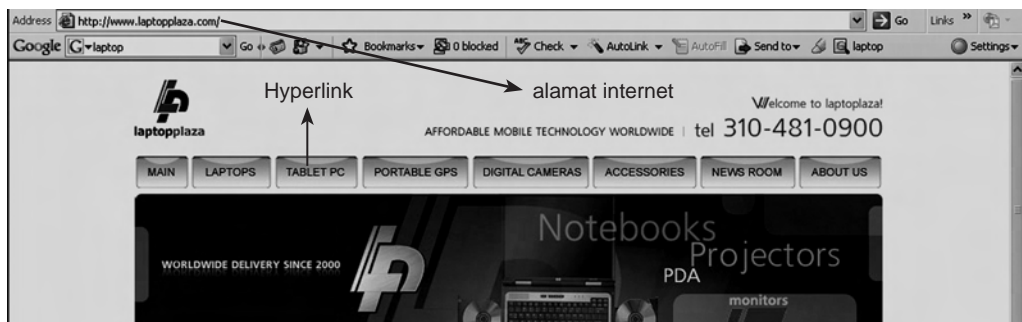 Address http://www.laptopplaza.com/ Go Links »
Google G laptop Go Bookmarks 0 blocked ABC Check AutoLink AutoFill Send to laptop Settings
Hyperlink alamat internet
Welcome to laptoplaza!
laptopplaza AFFORDABLE MOBILE TECHNOLOGY WORLDWIDE | tel 310-481-0900
MAIN LAPTOPS TABLET PC PORTABLE GPS DIGITAL CAMERAS ACCESSORIES NEWS ROOM ABOUT US
Notebooks
Projectors
WORLDWIDE DELIVERY SINCE 2000
PDA
monitors